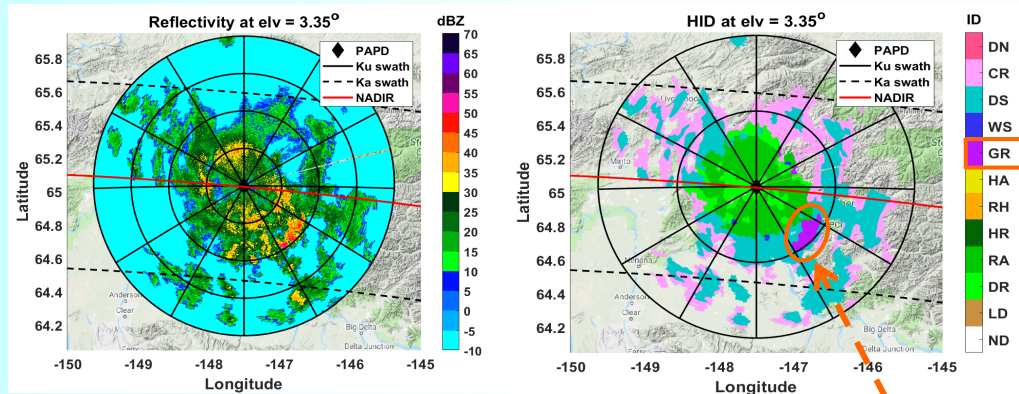 Reflectivity at elv = 3.35o
dBZ
70
65
60
55
50
45
40
35
30
25
20
15
10
5
0
-5
-10
PAPD
Ku swath
Ka swath
NADIR
Latitude
65.8
65.6
65.4
65.2
65
64.8
64.6
64.4
64.2
Anderson
Clear
Big Delta
Delta Junction
-150
-149
-148
-147
-146
-145
Longitude
HID at elv = 3.35o
ID
DN
CR
DS
WS
GR
HA
RH
HR
RA
DR
LD
ND
PAPD
Ku swath
Ka swath
NADIR
Latitude
65.8
65.6
65.4
65.2
65
64.8
64.6
64.4
64.2
Minto
Nenana
Anderson
Clear
Big Delta
Delta Junction
-150
-149
-148
-147
-146
-145
Longitude